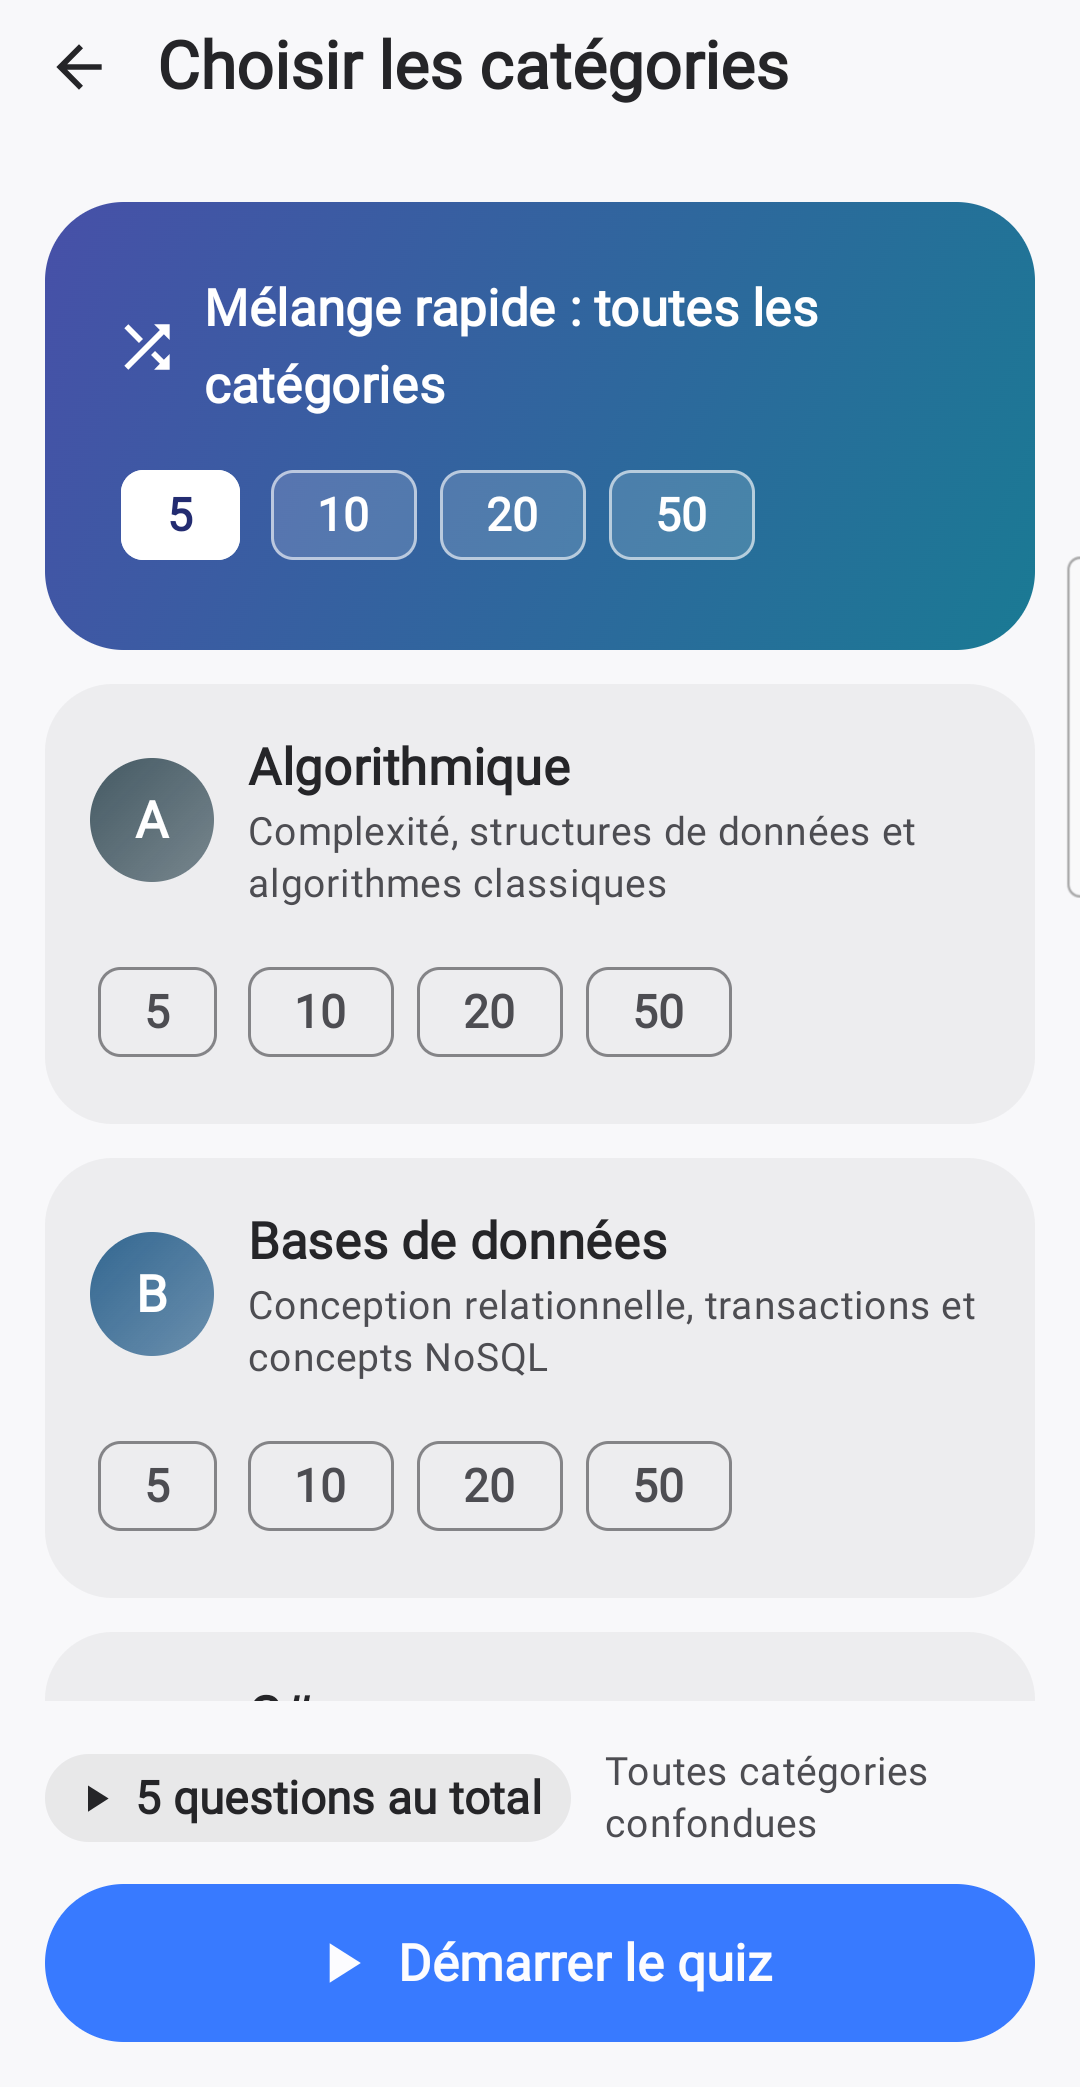 Choisir les catégories
Mélange rapide : toutes les
catégories
5 10 20 50
A
Algorithmique
Complexité, structures de données et
algorithmes classiques
5 10 20 50
B
Bases de données
Conception relationnelle, transactions et
concepts NoSQL
5 10 20 50
5 questions au total
Toutes catégories
confondues
Démarrer le quiz